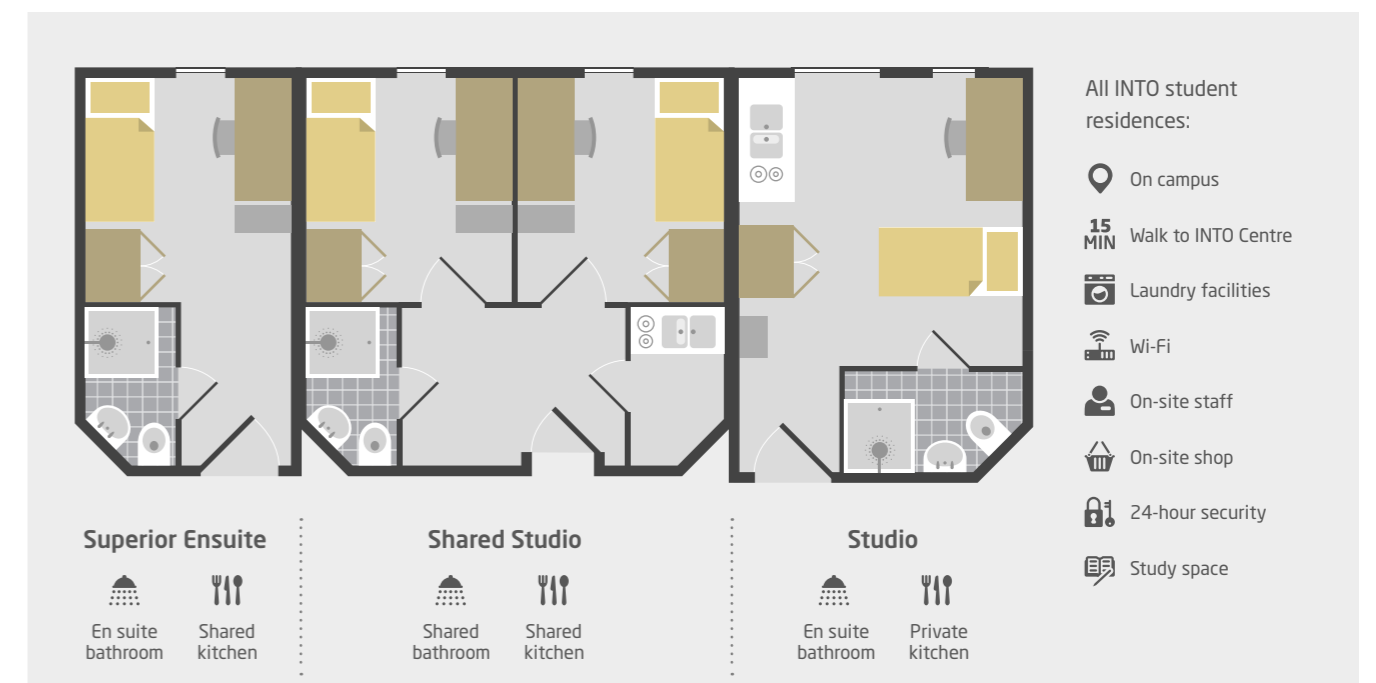 All INTO student
residences:
On campus
15
MIN
Walk to INTO Centre
Laundry facilities
Wi-Fi
On-site staff
On-site shop
24-hour security
Study space
Superior Ensuite
En suite
bathroom
Shared
kitchen
Shared Studio
Shared
bathroom
Shared
kitchen
Studio
En suite
bathroom
Private
kitchen